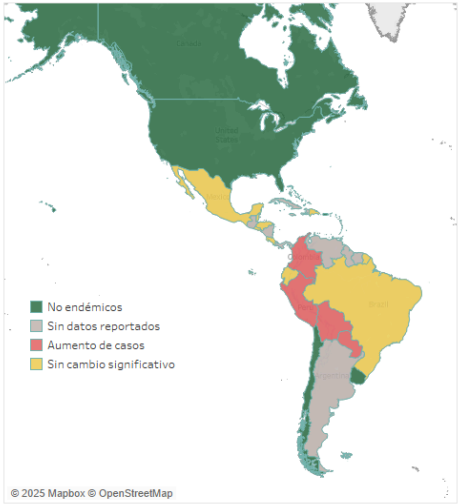 No endémicos
Sin datos reportados
Aumento de casos
Sin cambio significativo
© 2025 Mapbox © OpenStreetMap